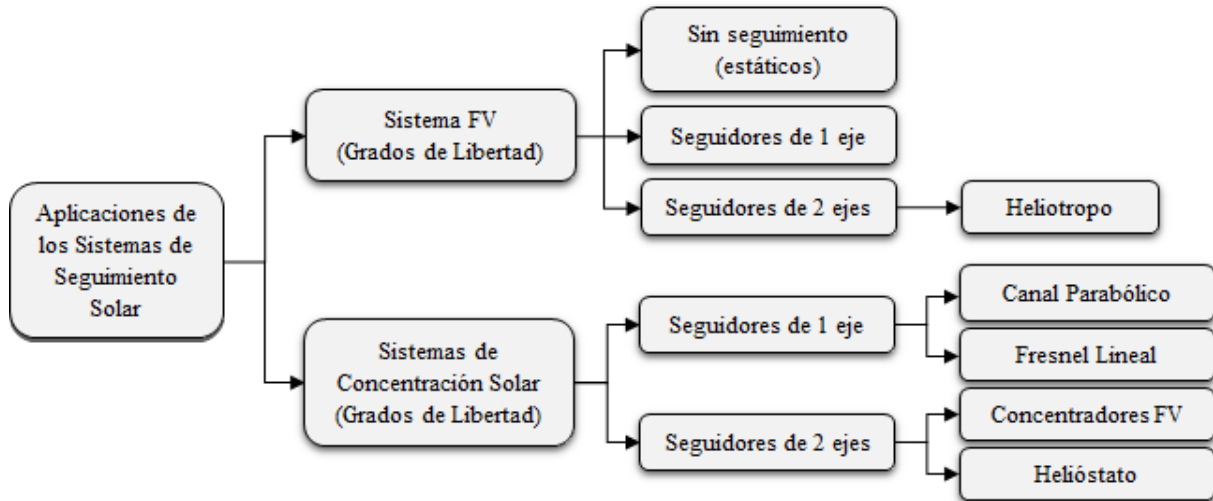 Aplicaciones de
los Sistemas de
Seguimiento
Solar
Sistema FV
(Grados de Libertad)
Sin seguimiento
(estáticos)
Seguidores de 1 eje
Seguidores de 2 ejes
Heliotropo
Sistemas de
Concentración Solar
(Grados de Libertad)
Seguidores de 1 eje
Canal Parabólico
Fresnel Lineal
Seguidores de 2 ejes
Concentradores FV
Helióstato